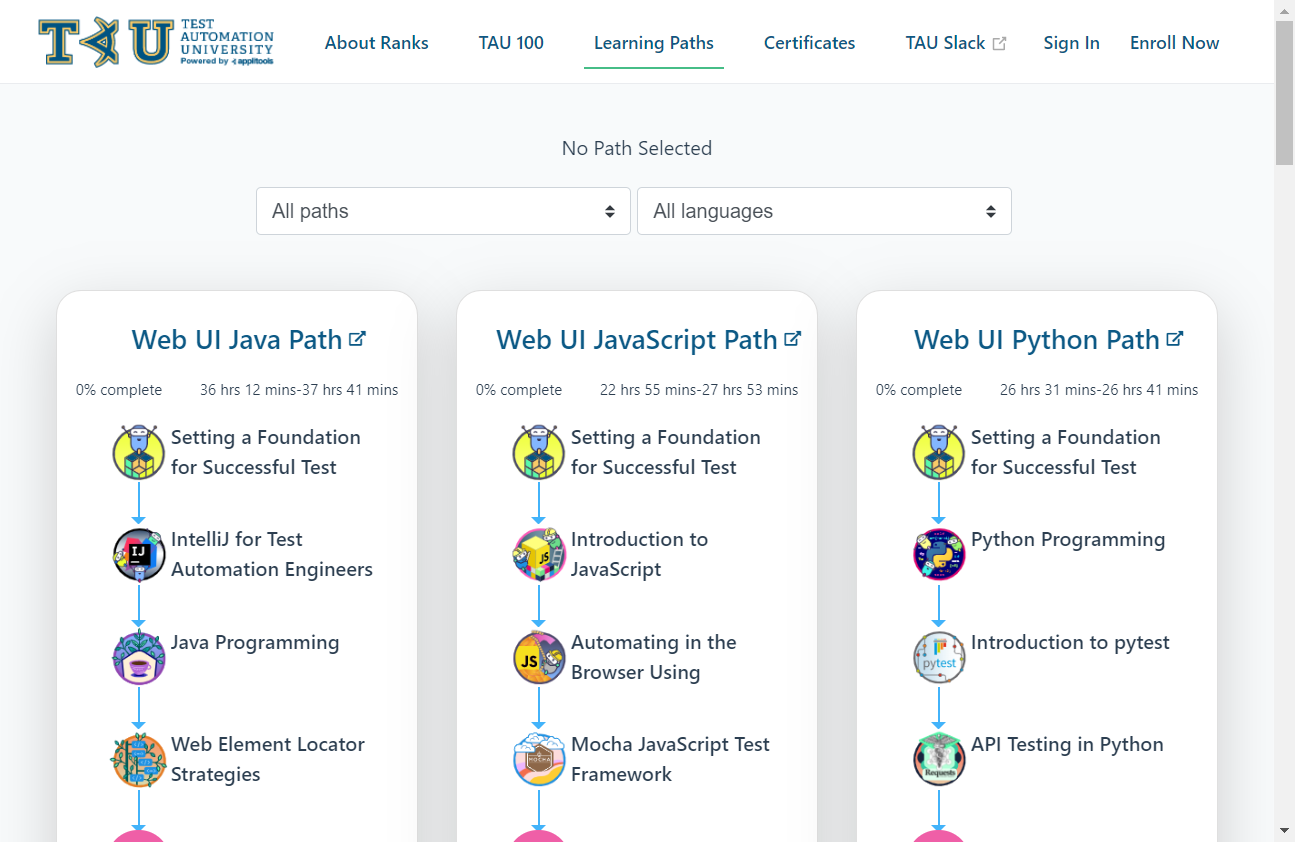 TEST
AUTOMATION
UNIVERSITY
Powered by applitools
About Ranks
TAU 100
Learning Paths
Certificates
TAU Slack
Sign In
Enroll Now
No Path Selected
All paths
All languages
Web UI Java Path
0% complete
36 hrs 12 mins-37 hrs 41 mins
Setting a Foundation
for Successful Test
IJ
IntelliJ for Test
Automation Engineers
Java Programming
Web Element Locator
Strategies
Web UI JavaScript Path
0% complete
22 hrs 55 mins-27 hrs 53 mins
Setting a Foundation
for Successful Test
JS
Introduction to
JavaScript
JS
Automating in the
Browser Using
MOCHA
Mocha JavaScript Test
Framework
Web UI Python Path
0% complete
26 hrs 31 mins-26 hrs 41 mins
Setting a Foundation
for Successful Test
Python Programming
pytest
Introduction to pytest
Requests
API Testing in Python